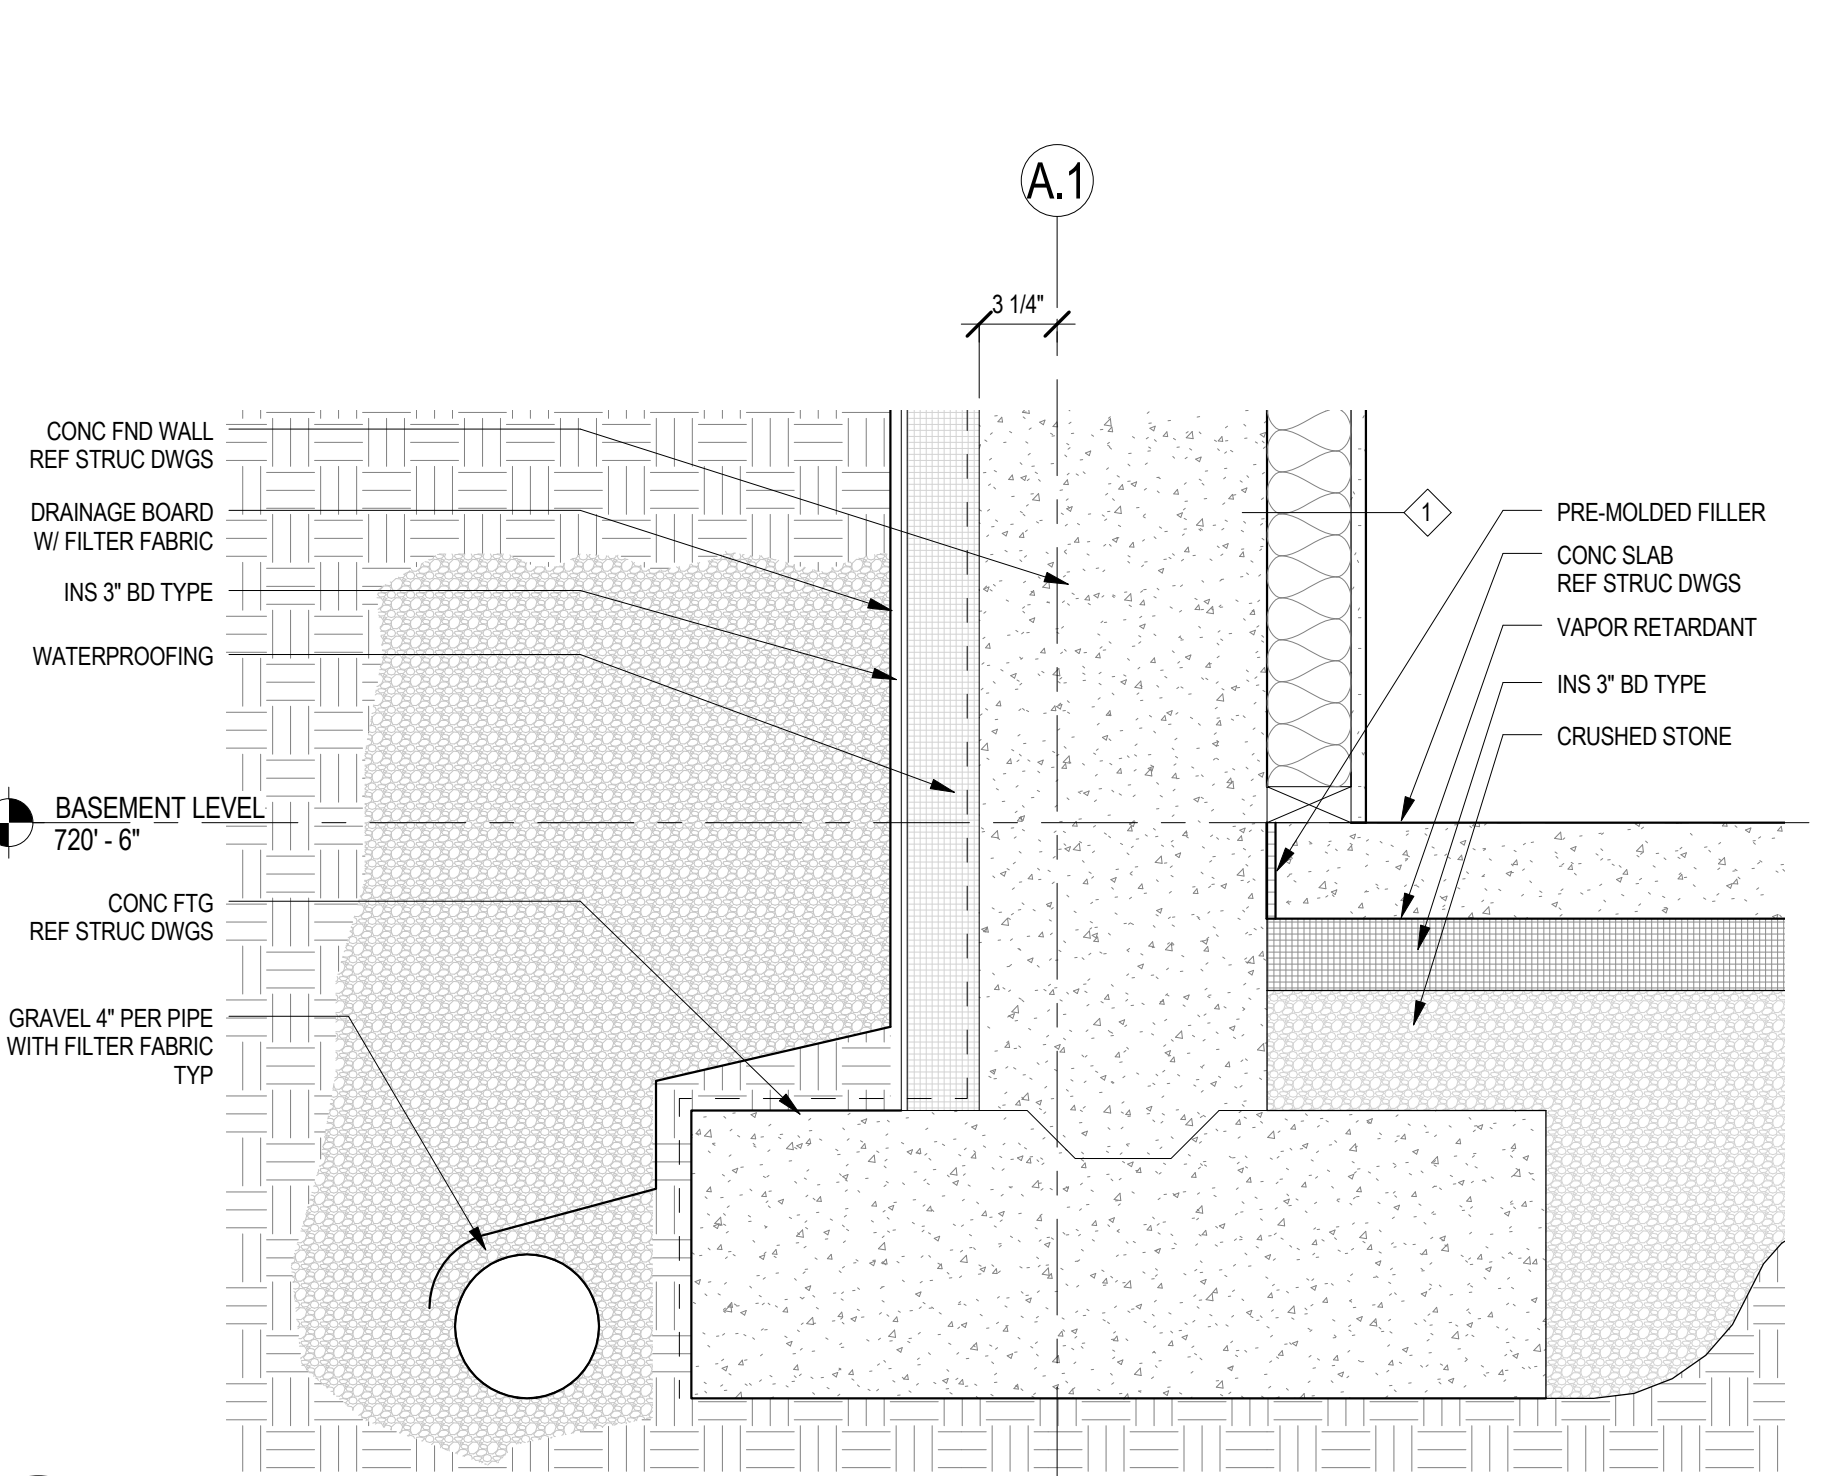 A.1
3 1/4"
CONC FND WALL
REF STRUC DWGS
DRAINAGE BOARD
W/ FILTER FABRIC
INS 3" BD TYPE
WATERPROOFING
BASEMENT LEVEL
720' - 6"
CONC FTG
REF STRUC DWGS
GRAVEL 4" PER PIPE
WITH FILTER FABRIC
TYP
1
PRE-MOLDED FILLER
CONC SLAB
REF STRUC DWGS
VAPOR RETARDANT
INS 3" BD TYPE
CRUSHED STONE